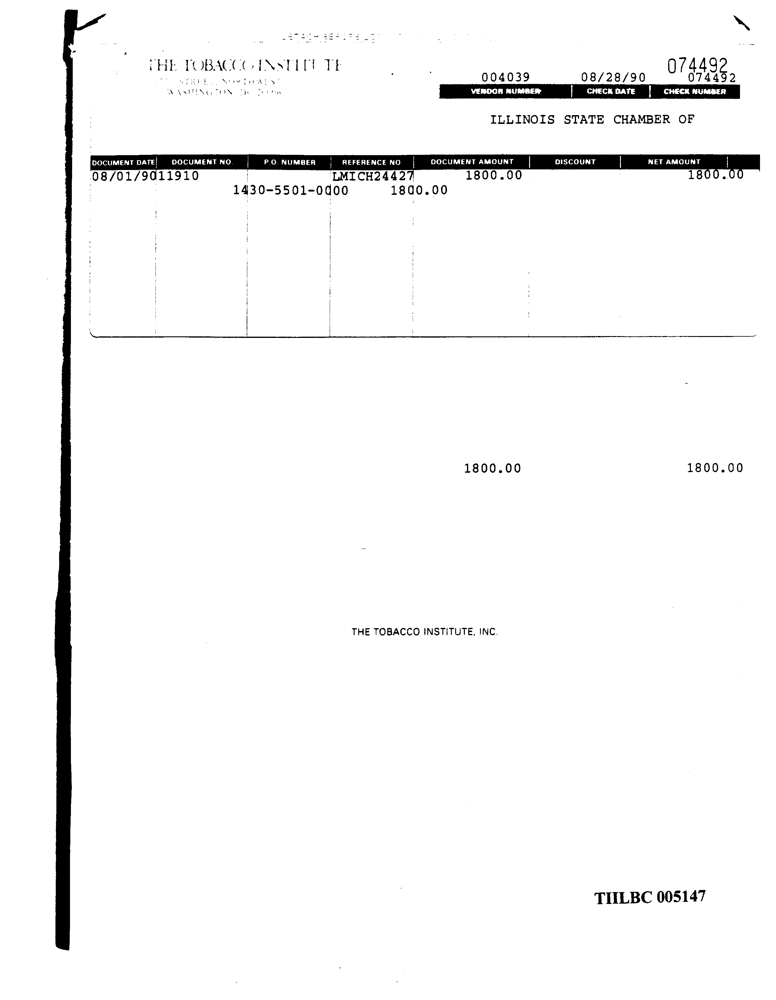 074492
THE TOBACCO INSTITUTE
004039 08/28/90 074492
STREET, NORTHWEST
VENDOR NUMBER CHECK DATE CHECK NUMBER
WASHINGTON, DC
ILLINOIS STATE CHAMBER OF
DOCUMENT DATE DOCUMENT NO. P.O. NUMBER REFERENCE NO. DOCUMENT AMOUNT DISCOUNT NET AMOUNT
08/01/90 11910 LMICH24427 1800.00 1800.00
1430-5501-0000 1800.00
1800.00 1800.00
THE TOBACCO INSTITUTE, INC.
TIILBC 005147